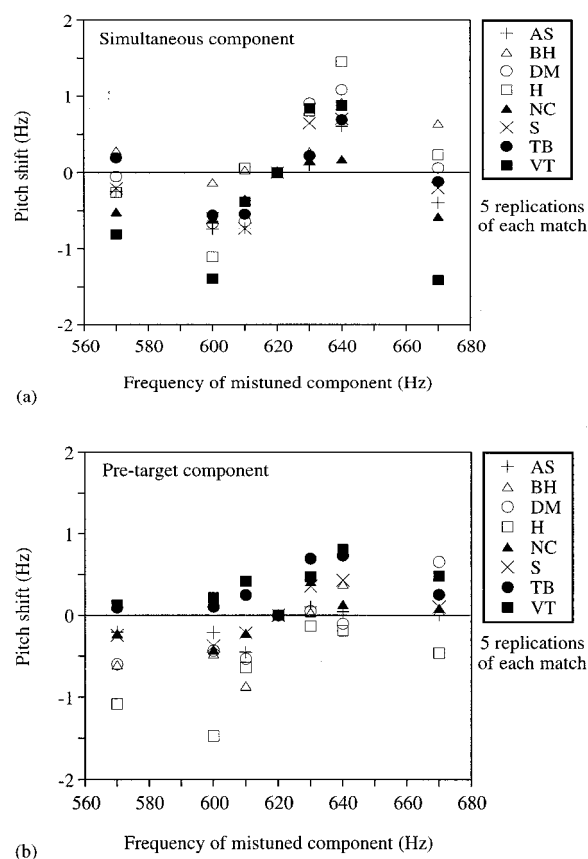 Simultaneous component
2
1
0
-1
-2
Pitch shift (Hz)
560 580 600 620 640 660 680
Frequency of mistuned component (Hz)
(a)
AS
BH
DM
H
NC
S
TB
VT
5 replications
of each match
Pre-target component
2
1
0
-1
-2
Pitch shift (Hz)
560 580 600 620 640 660 680
Frequency of mistuned component (Hz)
(b)
AS
BH
DM
H
NC
S
TB
VT
5 replications
of each match